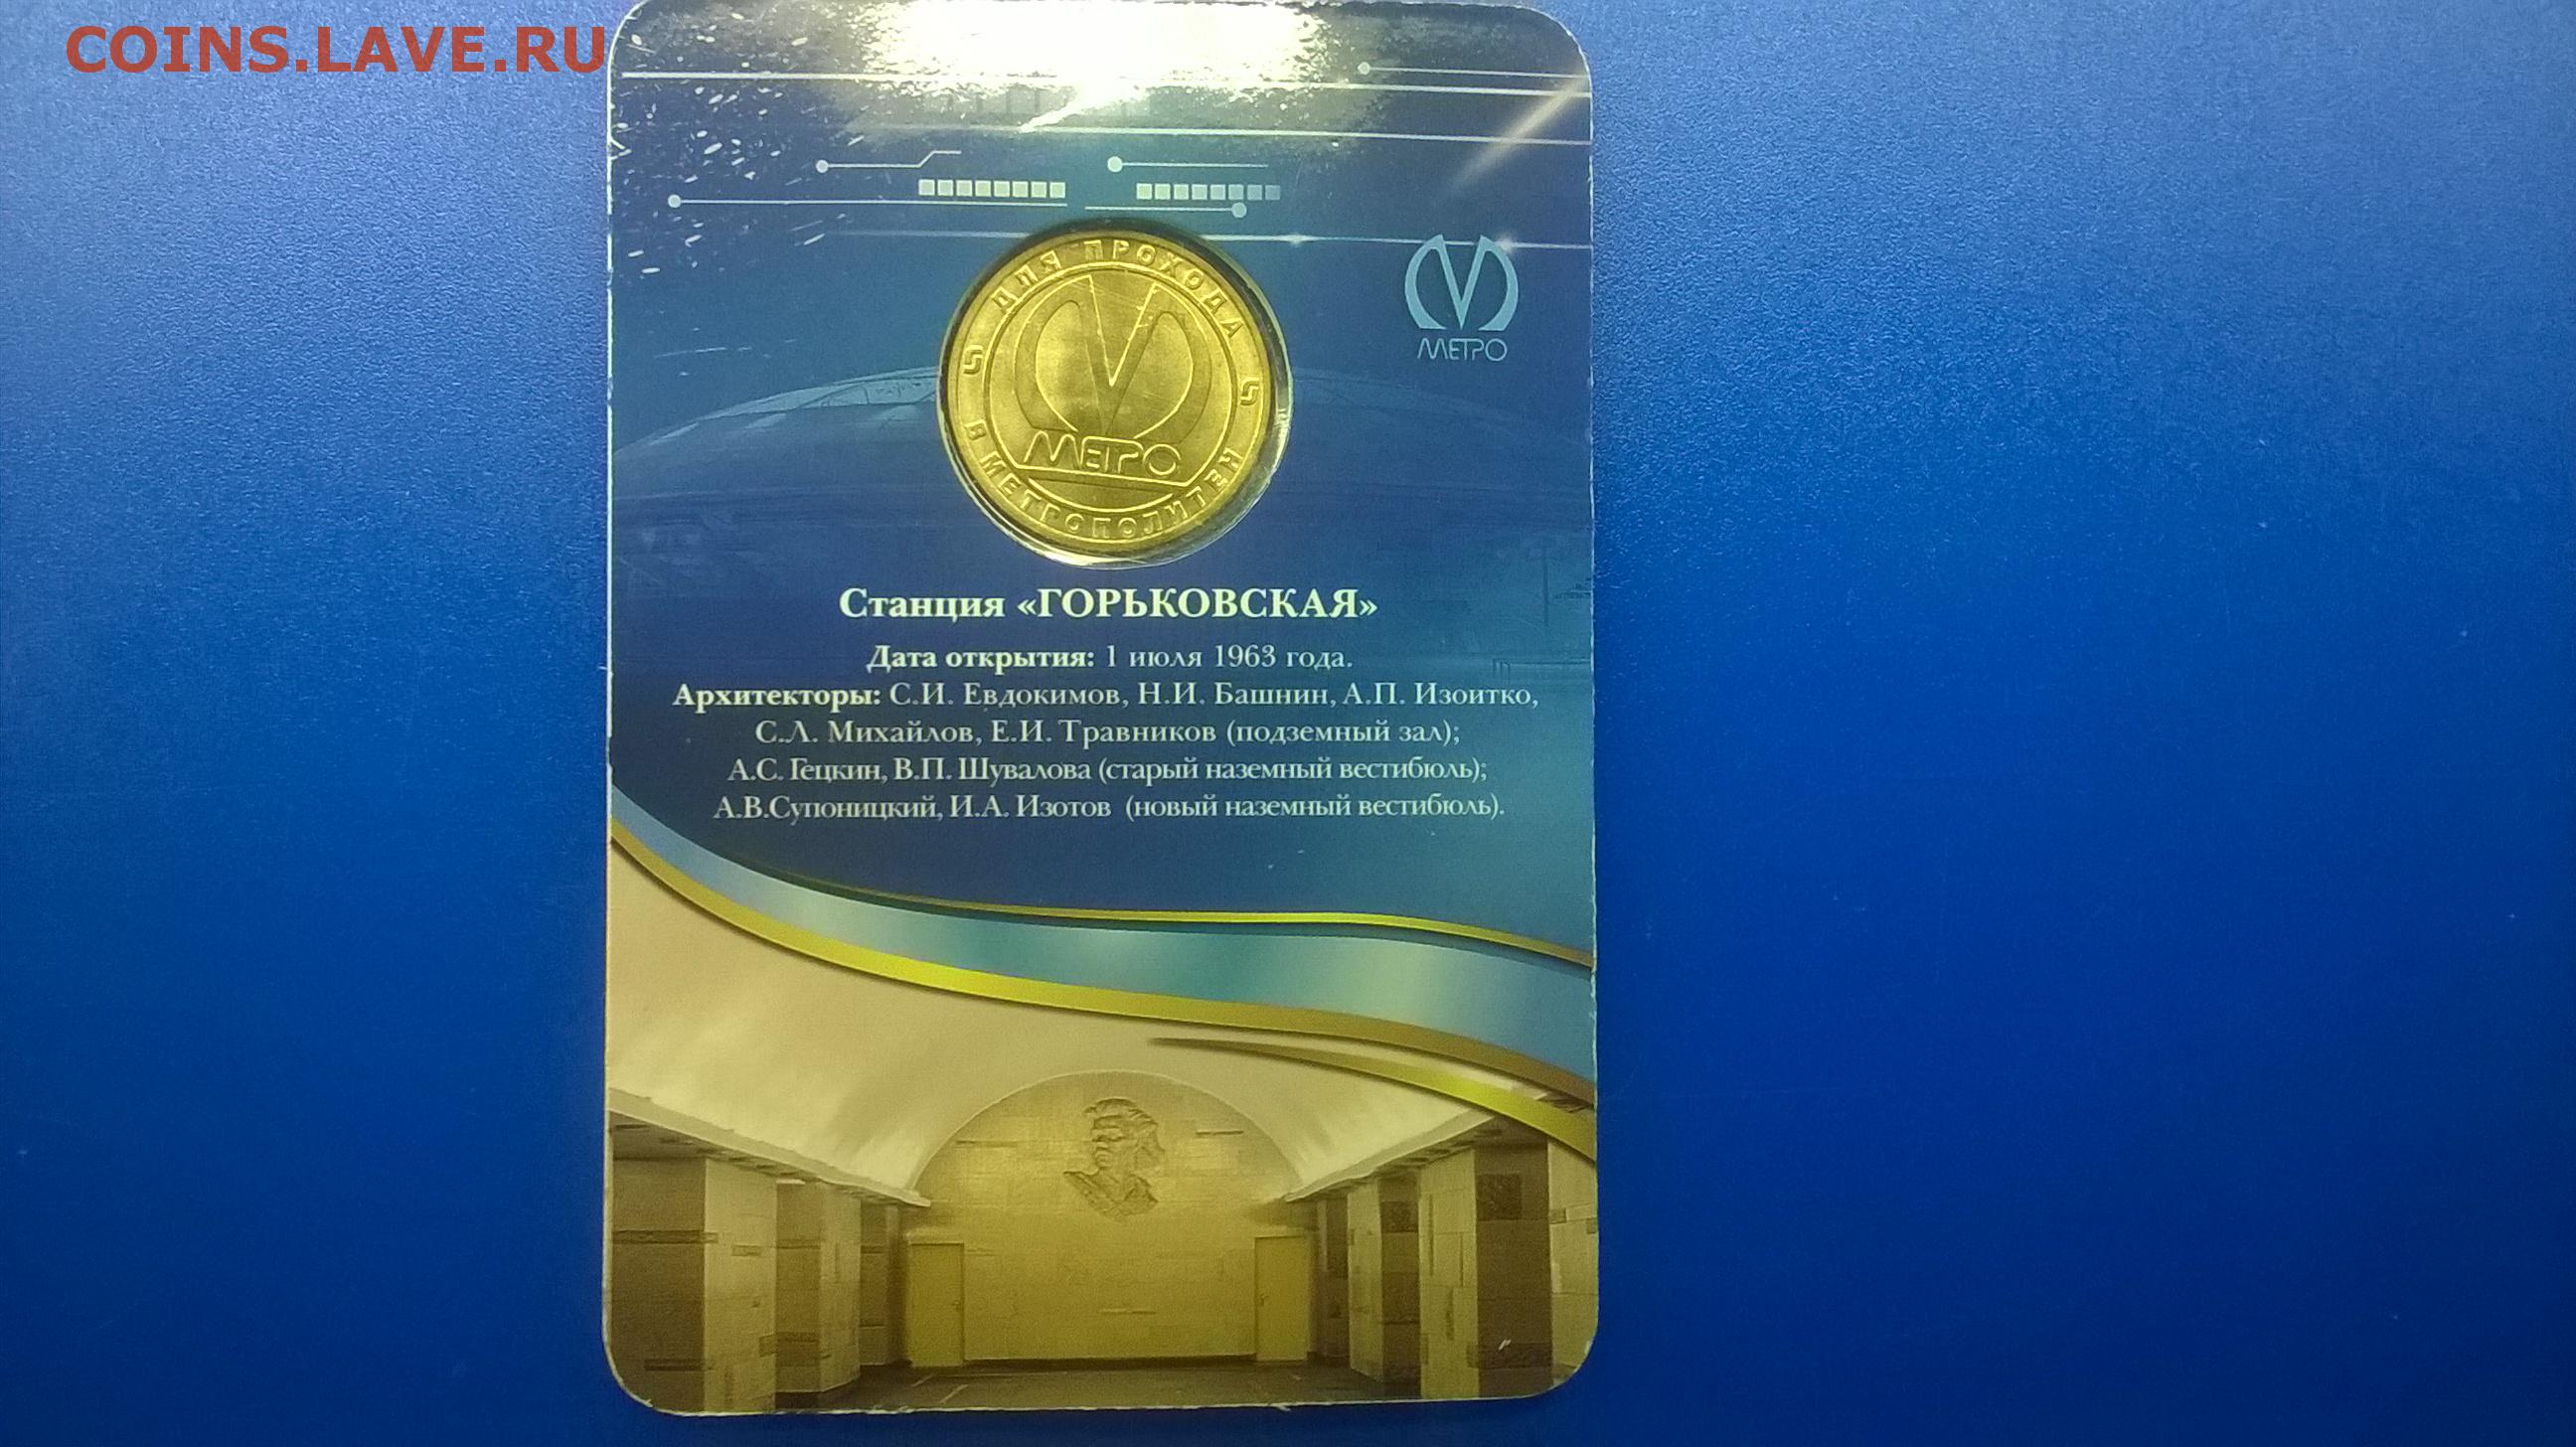 COINS.LAVE.RU
ДЛЯ ПРОХОДА
МЕТРО
В МЕТРОПОЛИТЕН
МЕТРО
Станция «ГОРЬКОВСКАЯ»
Дата открытия: 1 июля 1963 года.
Архитекторы: С.И. Евдокимов, Н.И. Башнин, А.П. Изоитко,
С.Л. Михайлов, Е.И. Травников (подземный зал);
А.С. Гецкин, В.П. Шувалова (старый наземный вестибюль);
А.В.Супоницкий, И.А. Изотов (новый наземный вестибюль).